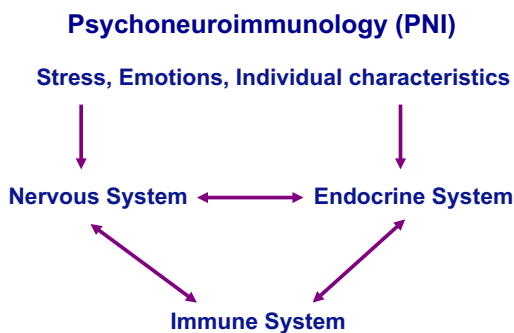 Psychoneuroimmunology (PNI)
Stress, Emotions, Individual characteristics
Nervous System
Endocrine System
Immune System